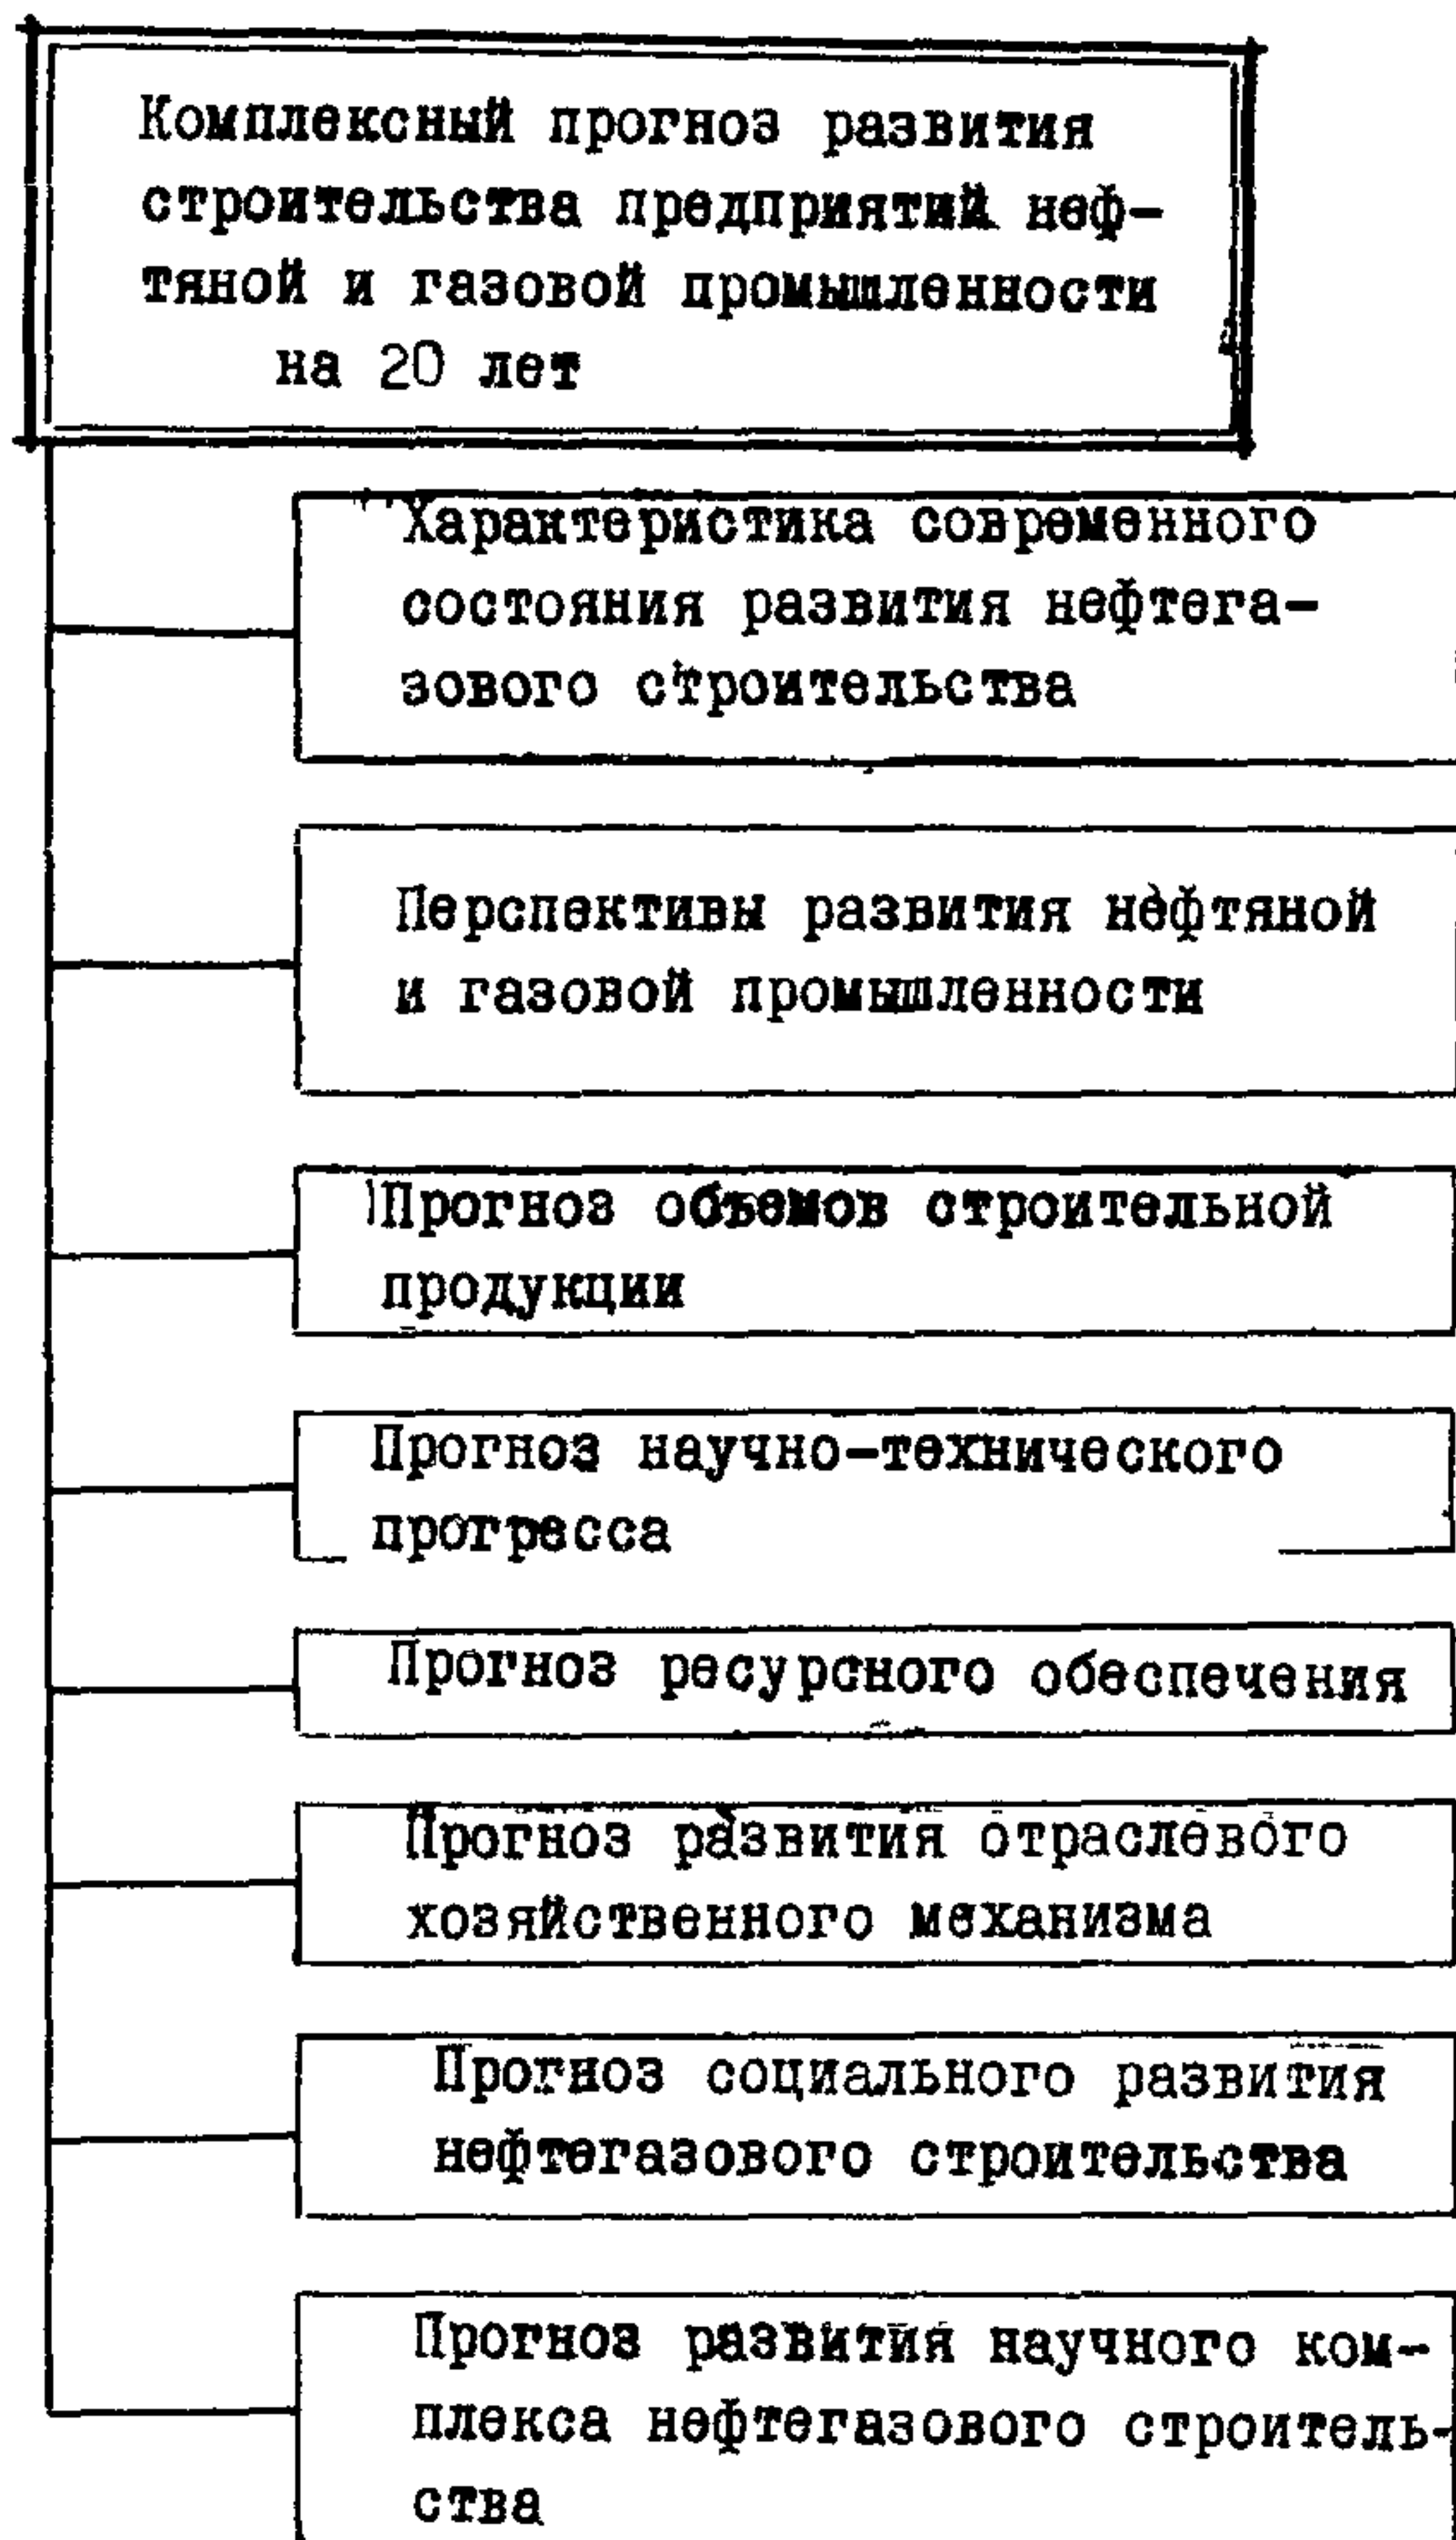 Комплексный прогноз развития
строительства предприятий неф-
тяной и газовой промышленности
на 20 лет
Характеристика современного
состояния развития нефтега-
зового строительства
Перспективы развития нефтяной
и газовой промышленности
Прогноз объемов строительной
продукции
Прогноз научно-технического
прогресса
Прогноз ресурсного обеспечения
Прогноз развития отраслевого
хозяйственного механизма
Прогноз социального развития
нефтегазового строительства
Прогноз развития научного ком-
плекса нефтегазового строитель-
ства